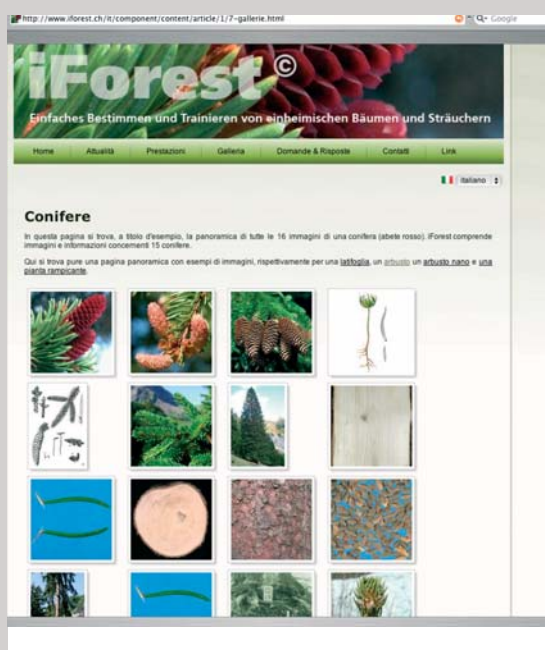 http://www.iforest.ch/it/component/content/article/1/7-gallerie.html
Google
iForest©
Einfaches Bestimmen und Trainieren von einheimischen Bäumen und Sträuchern
Home Attualità Prestazioni Galleria Domande & Risposte Contatti Link
italiano
Conifere
In questa pagina si trova, a titolo d'esempio, la panoramica di tutte le 16 immagini di una conifera (abete rosso). iForest comprende
immagini e informazioni concernenti 15 conifere.
Qui si trova pure una pagina panoramica con esempi di immagini, rispettivamente per una latifoglia, un arbusto un arbusto nano e una
pianta rampicante.